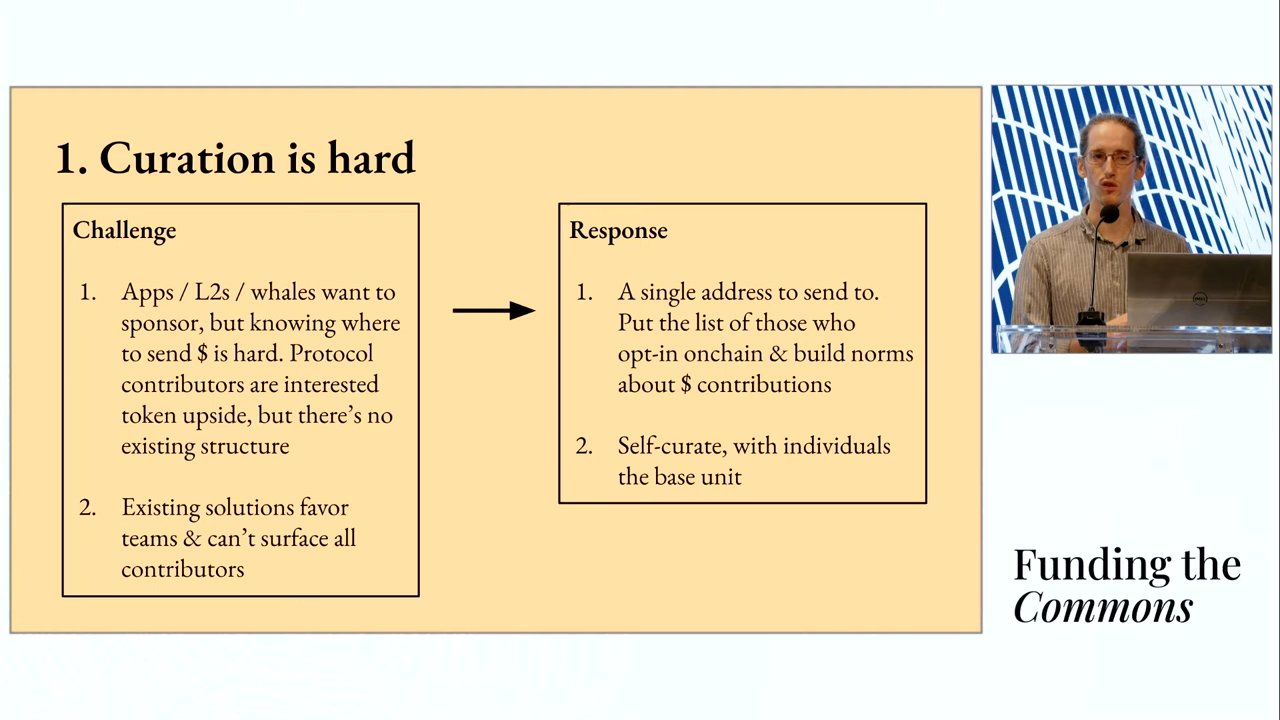 1. Curation is hard
Challenge
1. Apps / L2s / whales want to
sponsor, but knowing where
to send $ is hard. Protocol
contributors are interested
token upside, but there's no
existing structure
2. Existing solutions favor
teams & can't surface all
contributors
Response
1. A single address to send to.
Put the list of those who
opt-in onchain & build norms
about $ contributions
2. Self-curate, with individuals
the base unit
Funding the
Commons